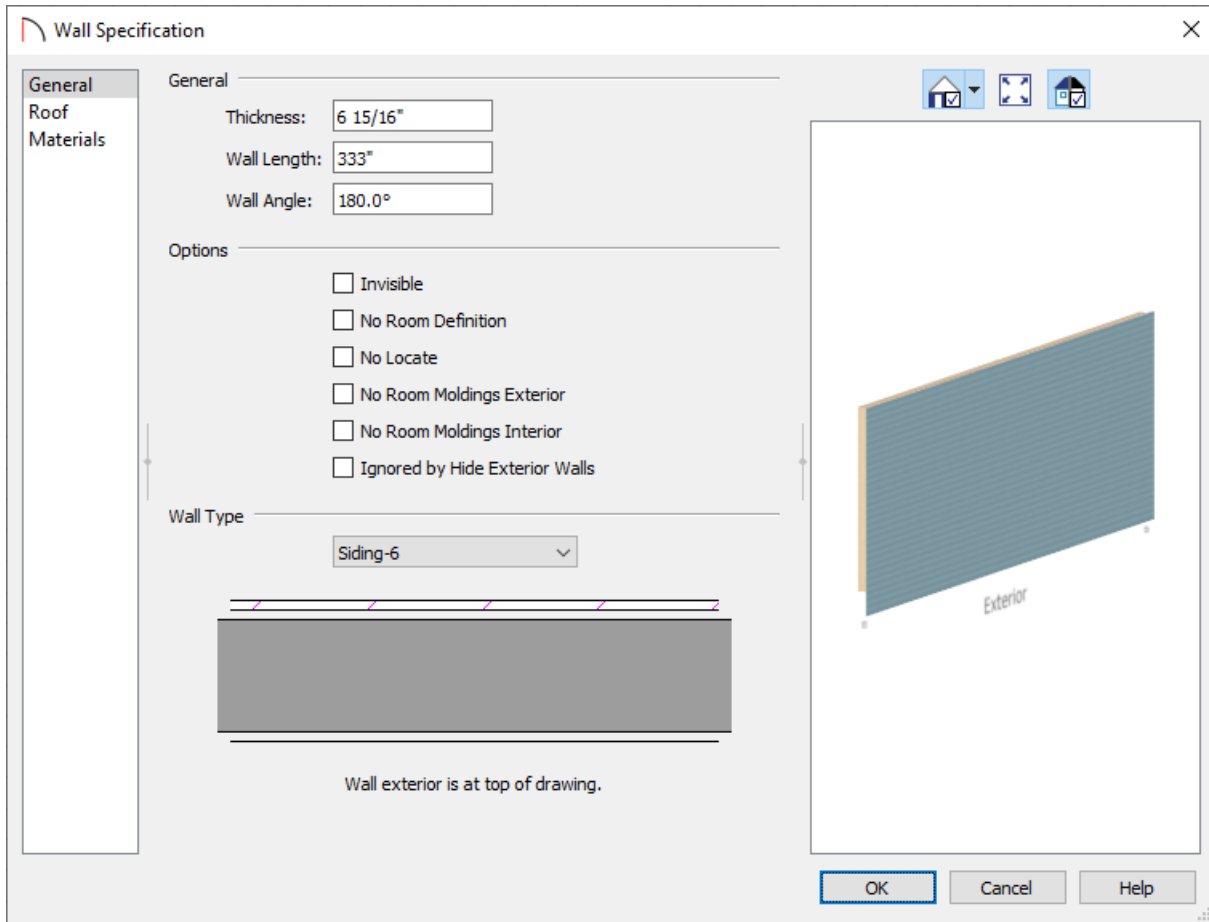 Wall Specification
General
Roof
Materials
General
Thickness: 6 15/16"
Wall Length: 333"
Wall Angle: 180.0°
Options
Invisible
No Room Definition
No Locate
No Room Moldings Exterior
No Room Moldings Interior
Ignored by Hide Exterior Walls
Wall Type
Siding-6
Wall exterior is at top of drawing.
Exterior
OK Cancel Help